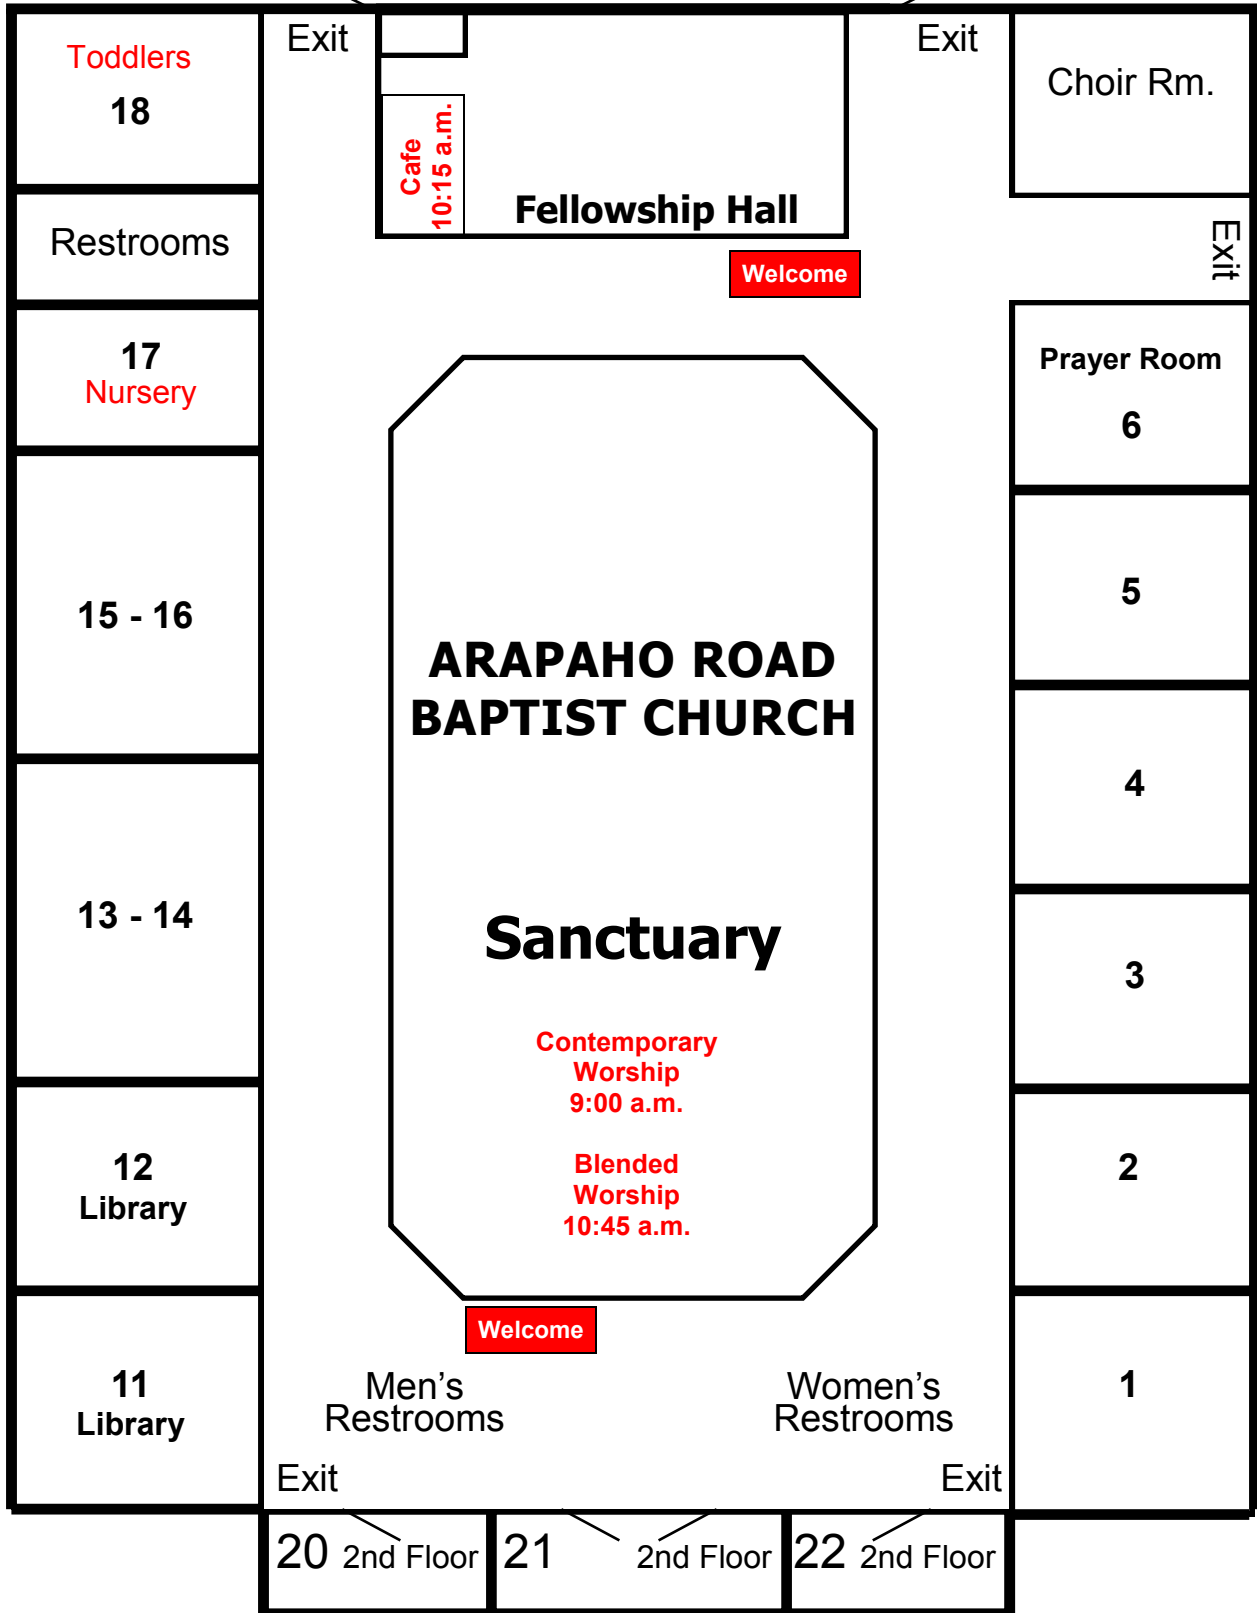 Exit
Exit
Toddlers
18
Choir Rm.
Cafe
10:15 a.m.
Fellowship Hall
Restrooms
Exit
Welcome
17
Nursery
Prayer Room
6
15 - 16
5
ARAPAHO ROAD
BAPTIST CHURCH
4
13 - 14
Sanctuary
3
Contemporary
Worship
9:00 a.m.
Blended
Worship
10:45 a.m.
12
Library
2
Welcome
11
Library
Men's
Restrooms
Women's
Restrooms
1
Exit
Exit
20 2nd Floor
21 2nd Floor
22 2nd Floor